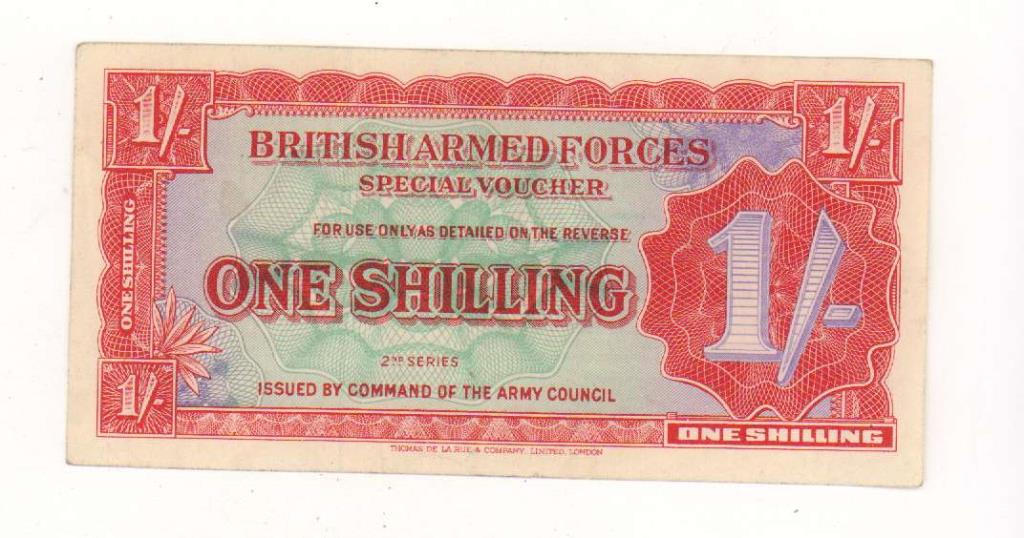 1/-
1/-
BRITISH ARMED FORCES
SPECIAL VOUCHER
FOR USE ONLY AS DETAILED ON THE REVERSE
ONE SHILLING
ONE SHILLING
1/-
2ND SERIES
1/-
ISSUED BY COMMAND OF THE ARMY COUNCIL
ONE SHILLING
THOMAS DE LA RUE & COMPANY, LIMITED, LONDON